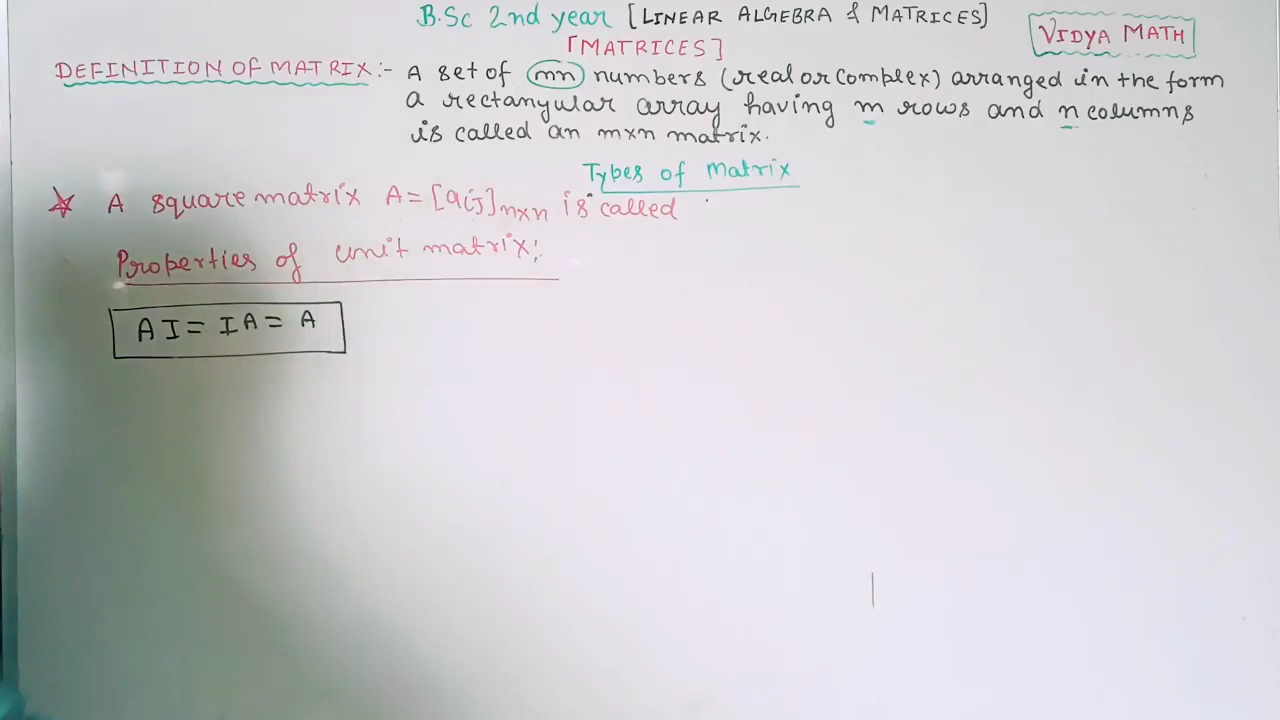 B.Sc 2nd year [LINEAR ALGEBRA & MATRICES]
VIDYA MATH
[MATRICES]
DEFINITION OF MATRIX:- A set of mn numbers (real or complex) arranged in the form
a rectangular array having m rows and n columns
is called an mxn matrix.
Types of Matrix
A square matrix A = [aij]nxn is called
Properties of unit matrix:
AI = IA = A